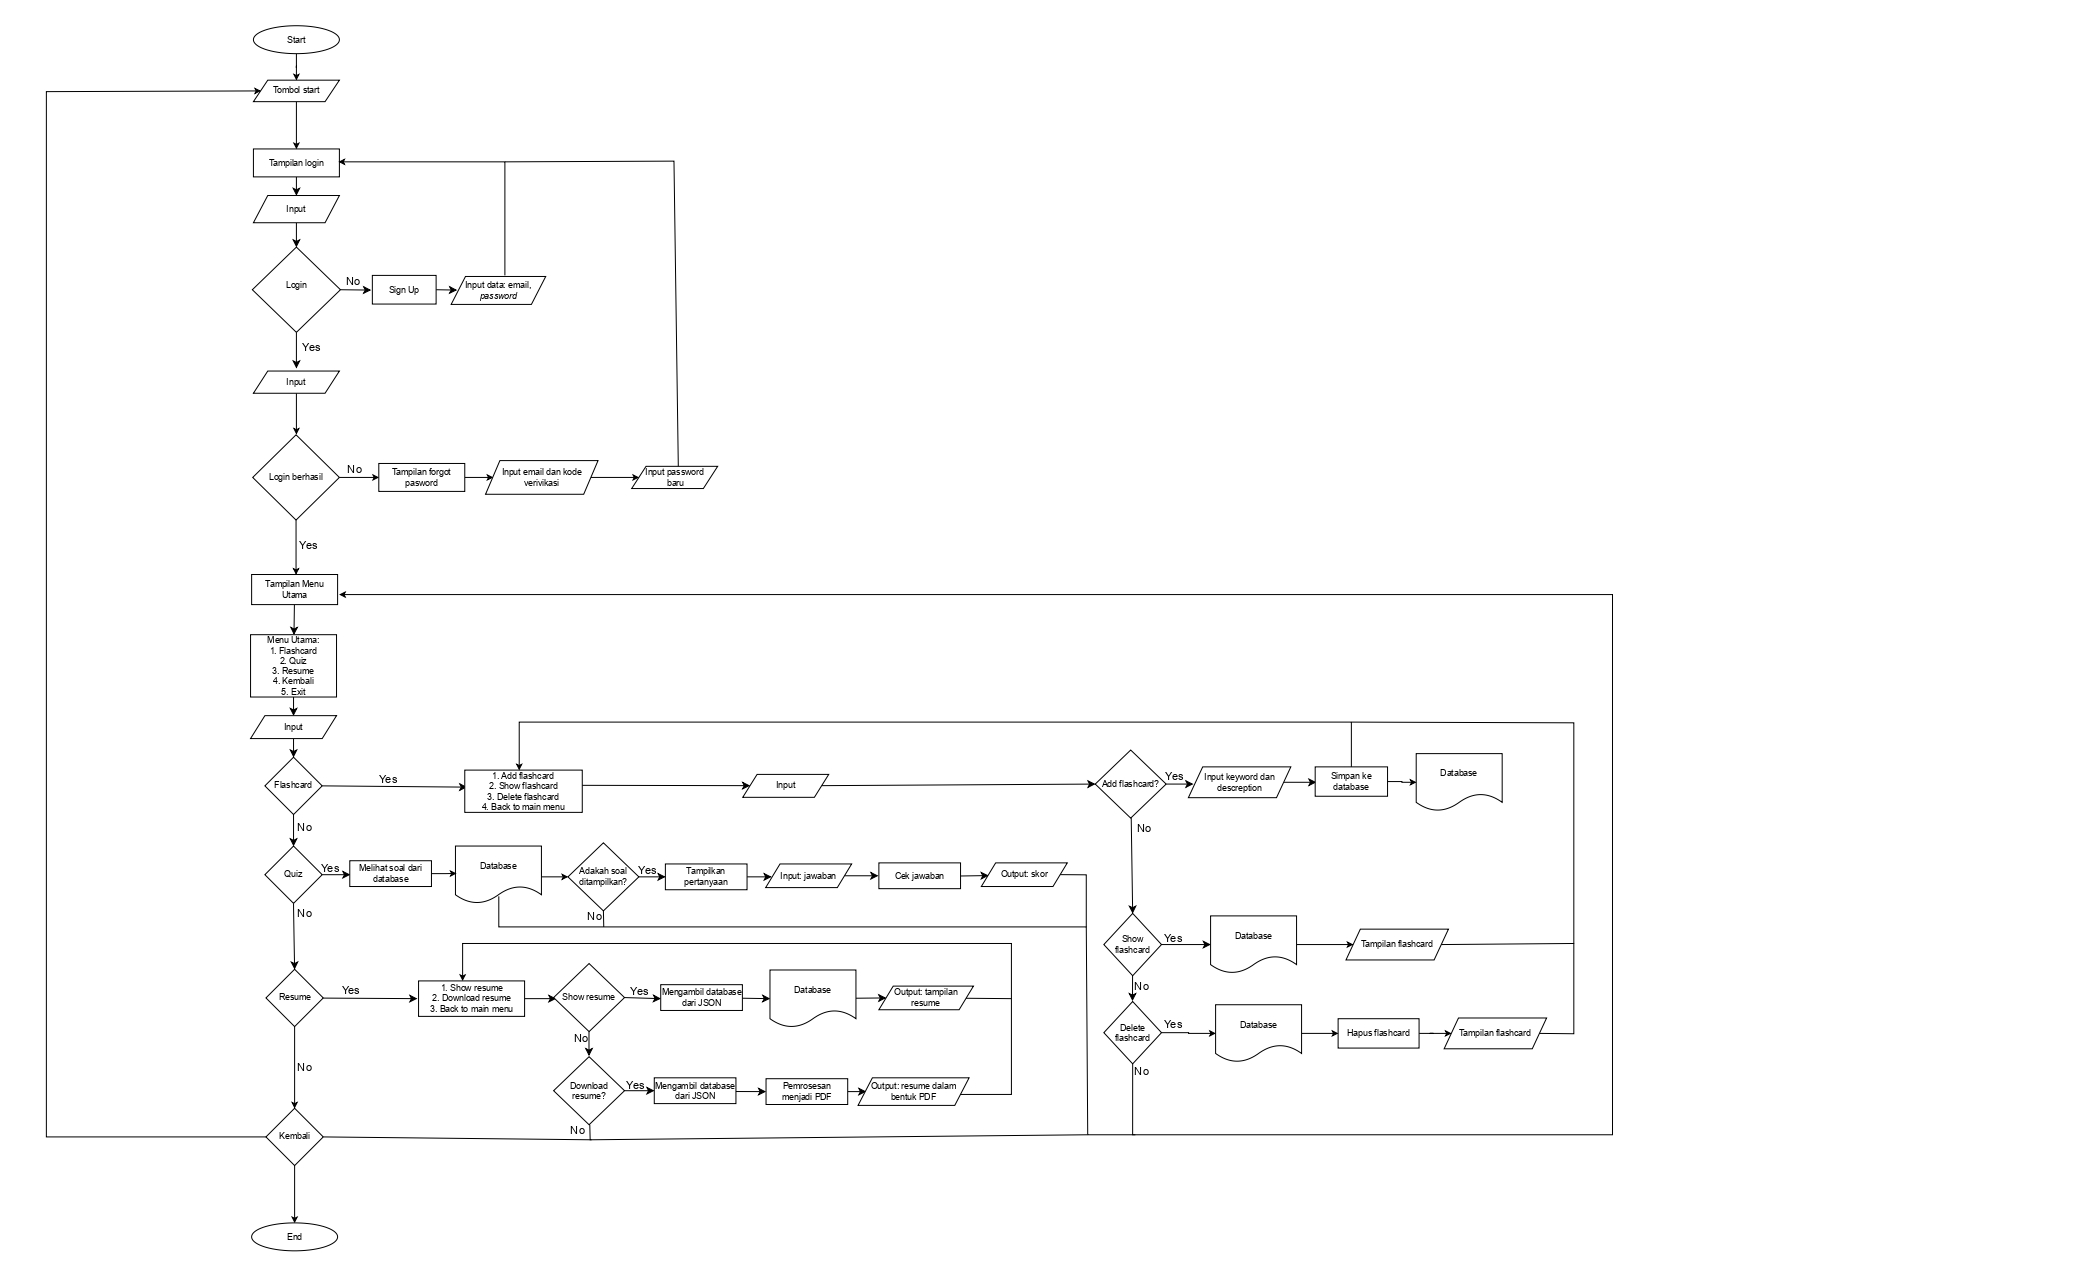 Start
Tombol start
Tampilan login
Input
Login
No
Sign Up
Input data: email,
password
Yes
Input
Login berhasil
No
Tampilan forgot
pasword
Input email dan kode
verivikasi
Input password
baru
Yes
Tampilan Menu
Utama
Menu Utama:
1. Flashcard
2. Quiz
3. Resume
4. Kembali
5. Exit
Input
Flashcard
Yes
1. Add flashcard
2. Show flashcard
3. Delete flashcard
4. Back to main menu
Input
Add flashcard?
Yes
Input keyword dan
descreption
Simpan ke
database
Database
No
No
Quiz
Yes
Melihat soal dari
database
Database
Adakah soal
ditampilkan?
Yes
Tampilkan
pertanyaan
Input: jawaban
Cek jawaban
Output: skor
No
No
Show
flashcard
Yes
Database
Tampilan flashcard
No
Resume
Yes
1. Show resume
2. Download resume
3. Back to main menu
Show resume
Yes
Mengambil database
dari JSON
Database
Output: tampilan
resume
No
Delete
flashcard
Yes
Database
Hapus flashcard
Tampilan flashcard
No
No
Download
resume?
Yes
Mengambil database
dari JSON
Pemrosesan
menjadi PDF
Output: resume dalam
bentuk PDF
No
Kembali
End